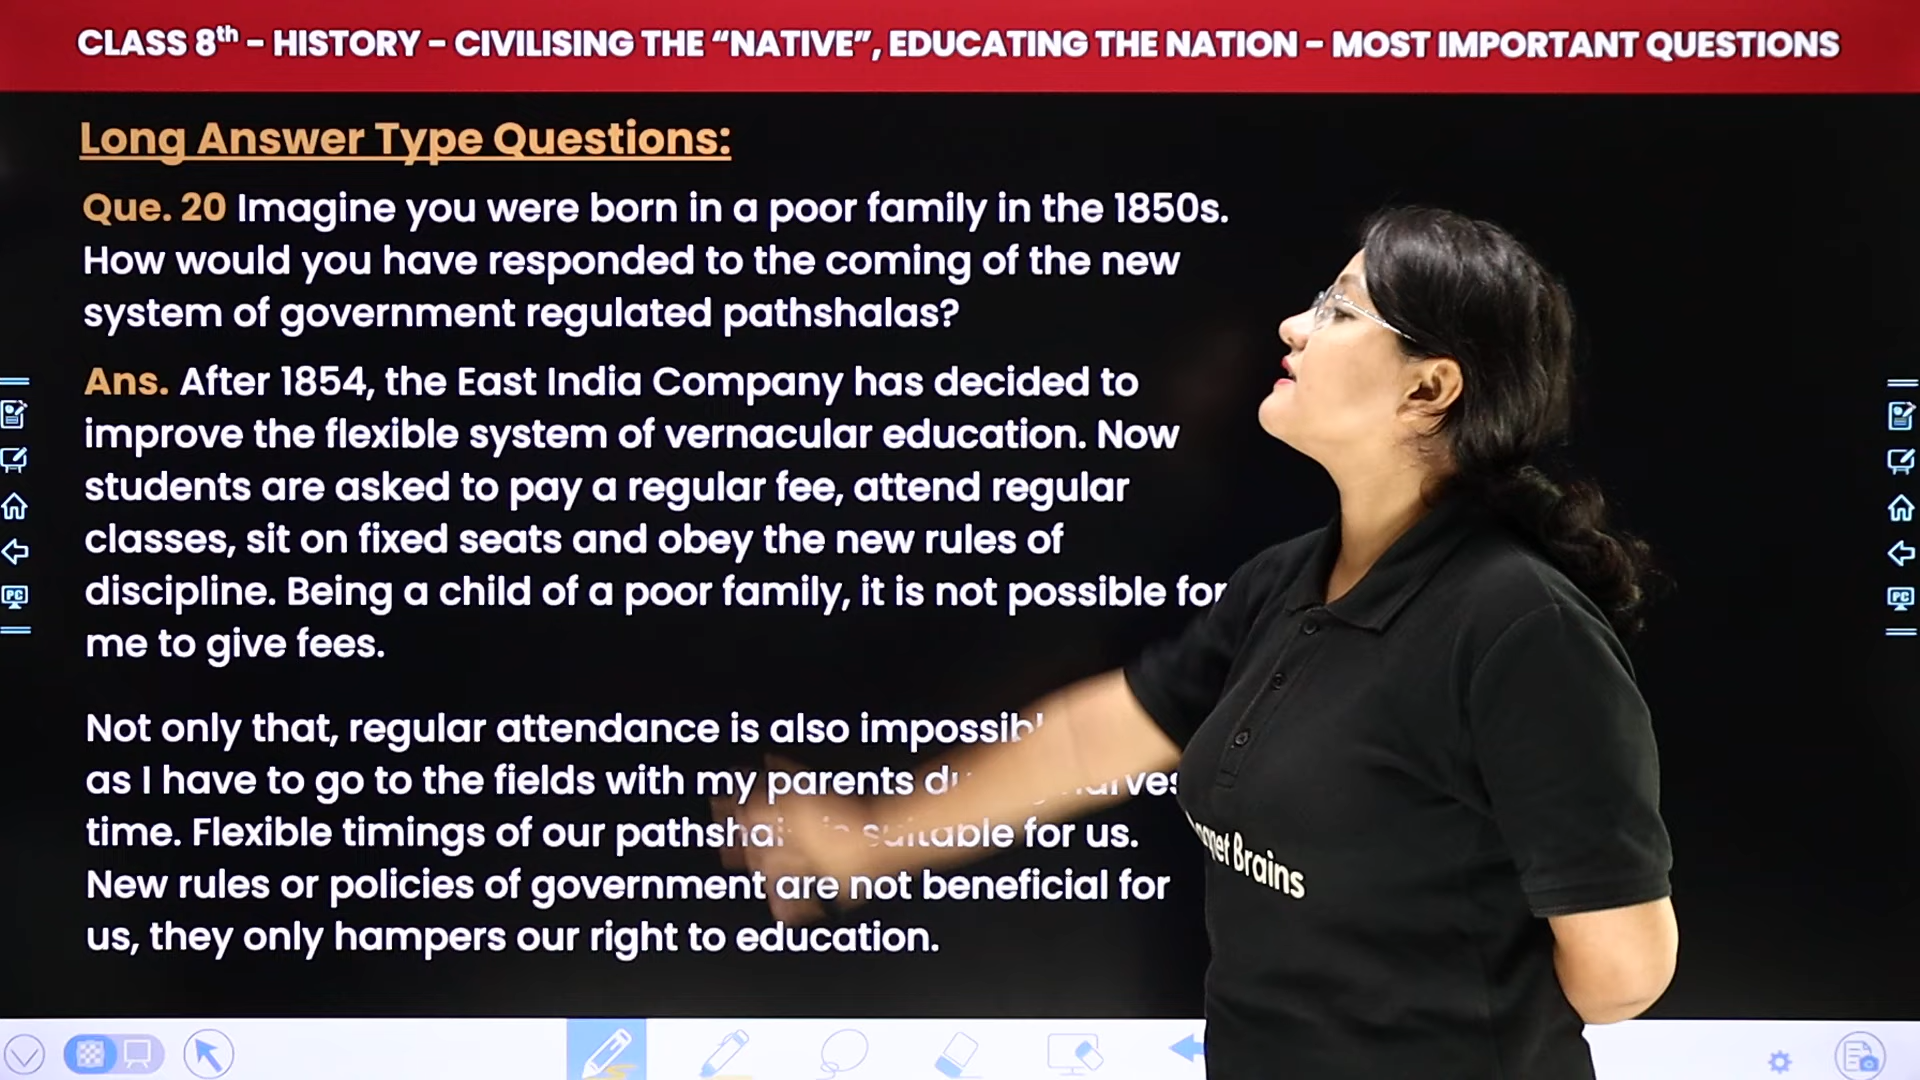 CLASS 8th - HISTORY - CIVILISING THE “NATIVE”, EDUCATING THE NATION - MOST IMPORTANT QUESTIONS
Long Answer Type Questions:
Que. 20 Imagine you were born in a poor family in the 1850s.
How would you have responded to the coming of the new
system of government regulated pathshalas?
Ans. After 1854, the East India Company has decided to
improve the flexible system of vernacular education. Now
students are asked to pay a regular fee, attend regular
classes, sit on fixed seats and obey the new rules of
discipline. Being a child of a poor family, it is not possible for
me to give fees.
Not only that, regular attendance is also
as I have to go to the fields with my parents
time. Flexible timings of our suitable for us.
New rules or policies of government are not beneficial for
us, they only hampers our right to education.
Brains
PC
PC